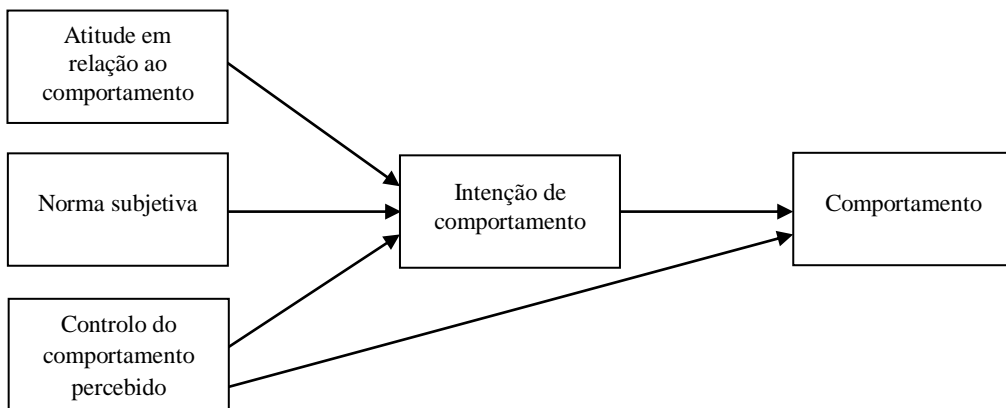 Atitude em
relação ao
comportamento
Norma subjetiva
Controlo do
comportamento
percebido
Intenção de
comportamento
Comportamento